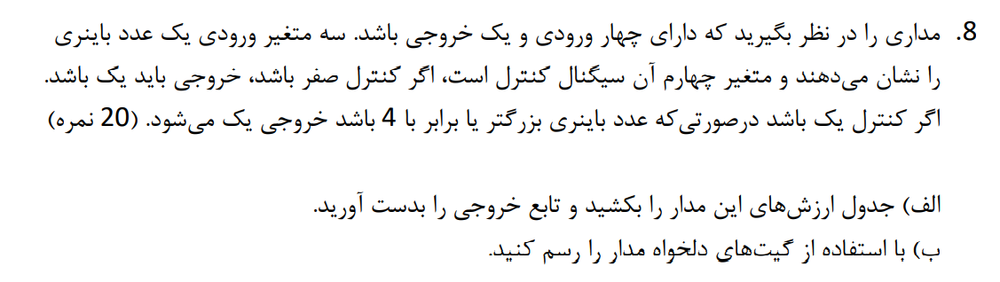 8. مداری را در نظر بگیرید که دارای چهار ورودی و یک خروجی باشد. سه متغیر ورودی یک عدد باینری
را نشان می‌دهند و متغیر چهارم آن سیگنال کنترل است، اگر کنترل صفر باشد، خروجی باید یک باشد.
اگر کنترل یک باشد درصورتی‌که عدد باینری بزرگتر یا برابر با 4 باشد خروجی یک می‌شود. (20 نمره)
الف) جدول ارزش‌های این مدار را بکشید و تابع خروجی را بدست آورید.
ب) با استفاده از گیت‌های دلخواه مدار را رسم کنید.